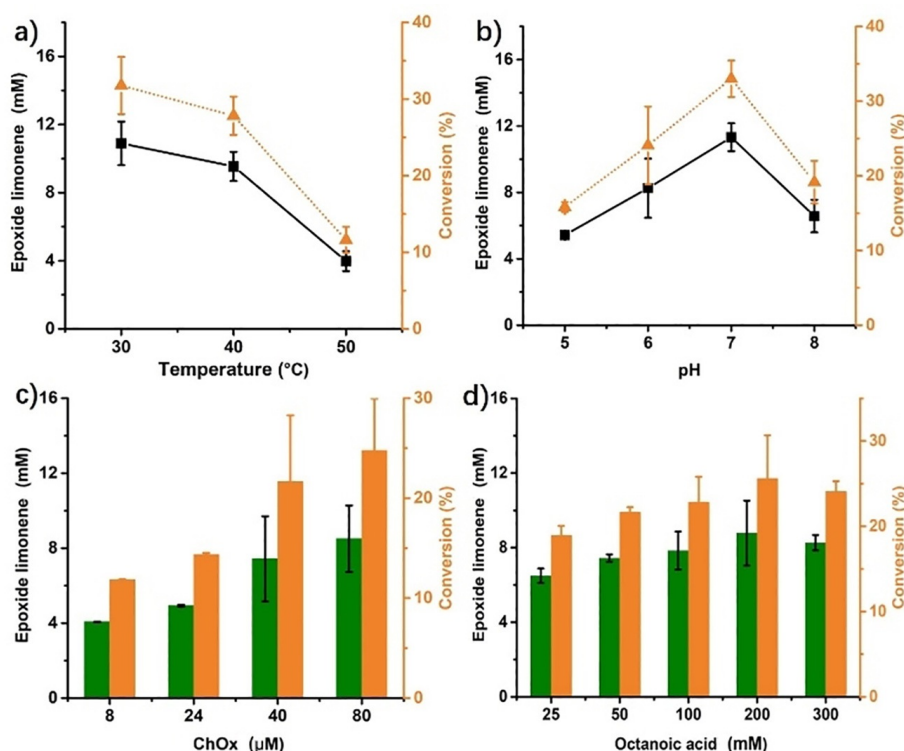 a)
16
12
8
4
0
Epoxide limonene (mM)
40
30
20
10
0
Conversion (%)
30 40 50
Temperature (°C)
b)
16
12
8
4
0
Epoxide limonene (mM)
40
30
20
10
0
Conversion (%)
5 6 7 8
pH
c)
16
12
8
4
0
Epoxide limonene (mM)
30
20
10
0
Conversion (%)
8 24 40 80
ChOx (µM)
d)
16
12
8
4
0
Epoxide limonene (mM)
30
20
10
0
Conversion (%)
25 50 100 200 300
Octanoic acid (mM)